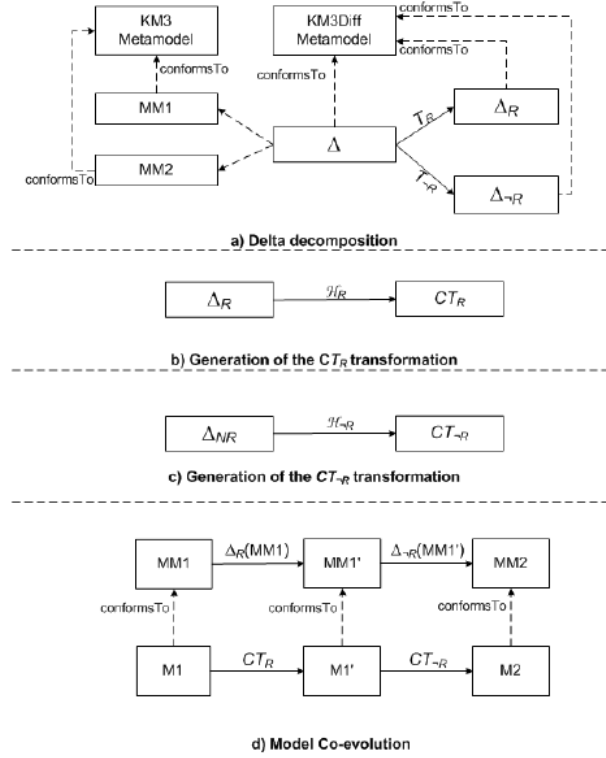 KM3
Metamodel
KM3Diff
Metamodel
conformsTo
conformsTo
conformsTo
conformsTo
MM1
Δ
T_R
Δ_R
MM2
conformsTo
T_¬R
Δ_¬R
a) Delta decomposition
Δ_R
ℋ_R
CT_R
b) Generation of the CT_R transformation
Δ_NR
ℋ_¬R
CT_¬R
c) Generation of the CT_¬R transformation
MM1
Δ_R(MM1)
MM1'
Δ_¬R(MM1')
MM2
conformsTo
conformsTo
conformsTo
M1
CT_R
M1'
CT_¬R
M2
d) Model Co-evolution